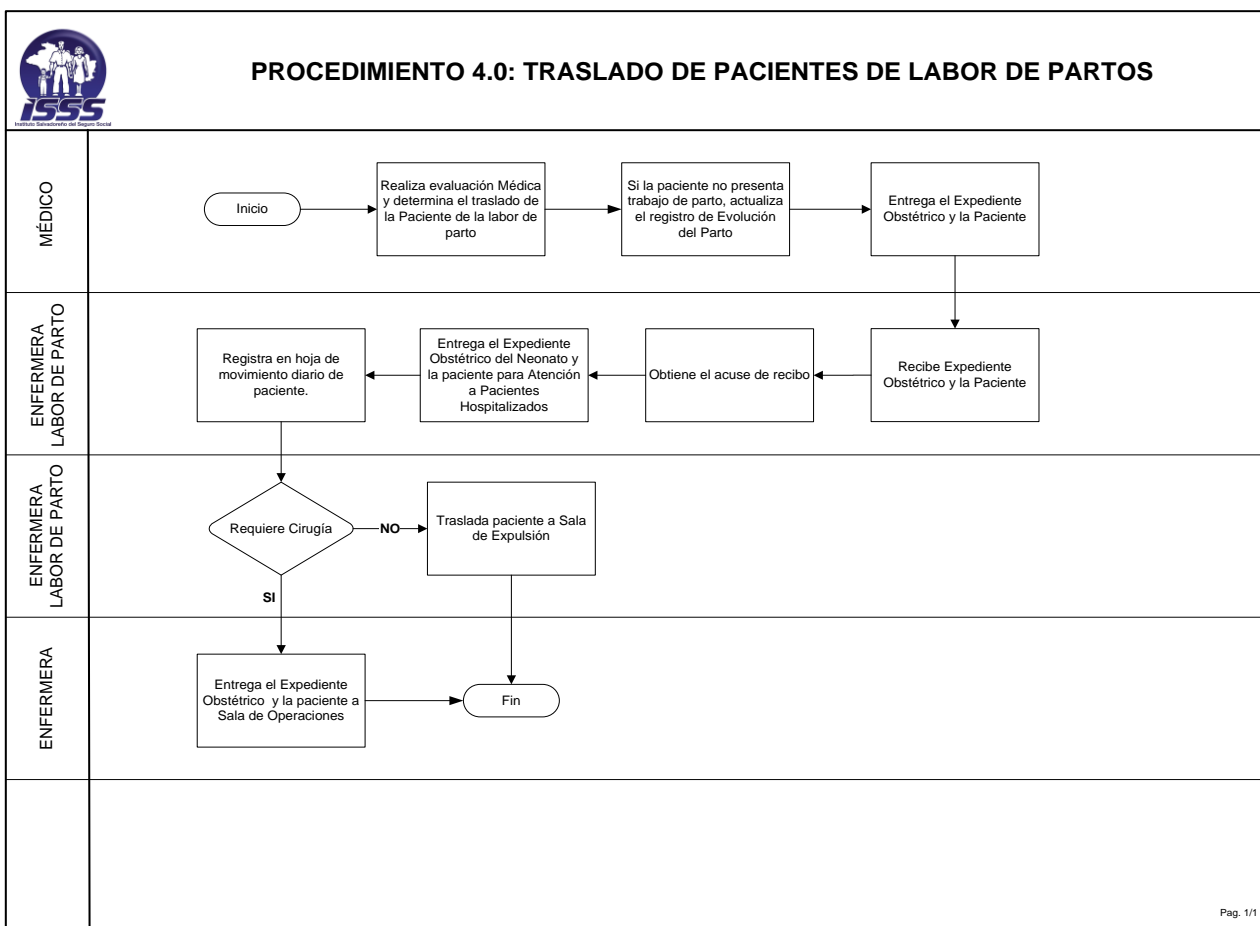 ISSS
Instituto Salvadoreño del Seguro Social
PROCEDIMIENTO 4.0: TRASLADO DE PACIENTES DE LABOR DE PARTOS
MÉDICO
Inicio
Realiza evaluación Médica
y determina el traslado de
la Paciente de la labor de
parto
Si la paciente no presenta
trabajo de parto, actualiza
el registro de Evolución
del Parto
Entrega el Expediente
Obstétrico y la Paciente
ENFERMERA
LABOR DE PARTO
Registra en hoja de
movimiento diario de
paciente.
Entrega el Expediente
Obstétrico del Neonato y
la paciente para Atención
a Pacientes
Hospitalizados
Obtiene el acuse de recibo
Recibe Expediente
Obstétrico y la Paciente
ENFERMERA
LABOR DE PARTO
Requiere Cirugía
NO
Traslada paciente a Sala
de Expulsión
SI
ENFERMERA
Entrega el Expediente
Obstétrico y la paciente a
Sala de Operaciones
Fin
Pag. 1/1